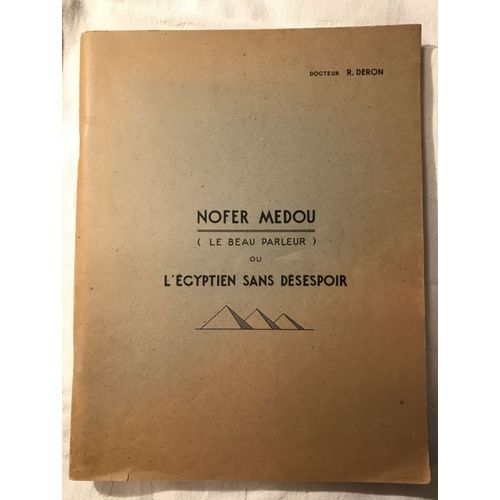 DOCTEUR R. DERON
NOFER MEDOU
( LE BEAU PARLEUR )
OU
L'ÉGYPTIEN SANS DÉSESPOIR